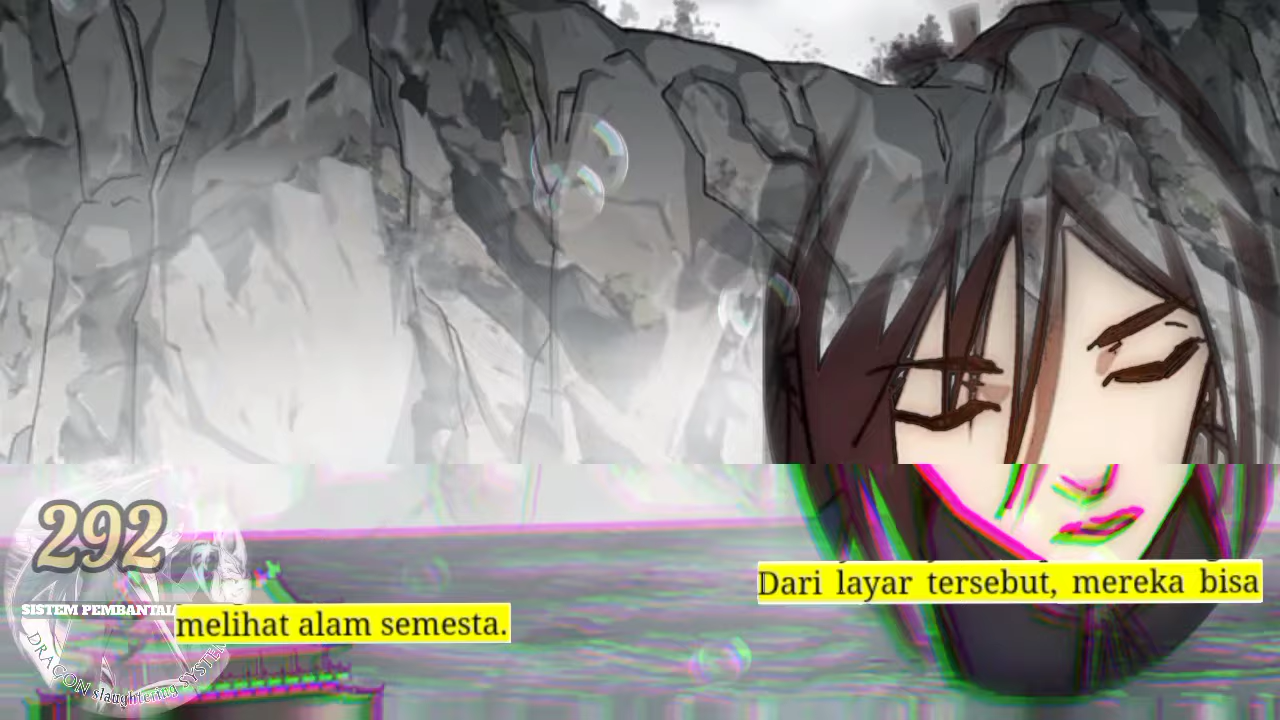 292
SISTEM PEMBANTAI
DRAGON slaughtering SYSTEM
Dari layar tersebut, mereka bisa
melihat alam semesta.